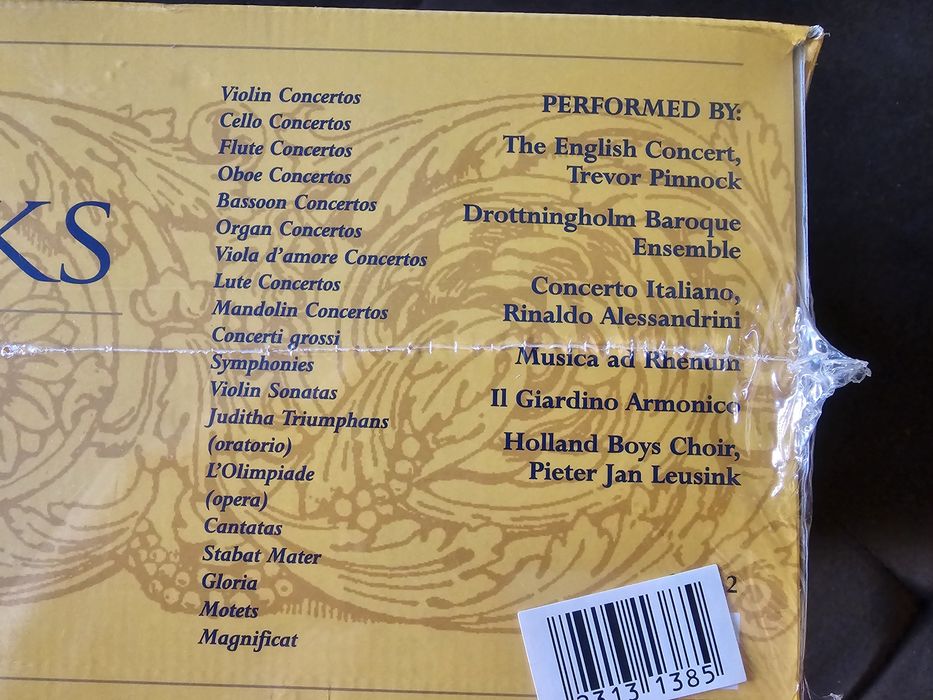 KS
Violin Concertos
Cello Concertos
Flute Concertos
Oboe Concertos
Bassoon Concertos
Organ Concertos
Viola d'amore Concertos
Lute Concertos
Mandolin Concertos
Concerti grossi
Symphonies
Violin Sonatas
Juditha Triumphans
(oratorio)
L'Olimpiade
(opera)
Cantatas
Stabat Mater
Gloria
Motets
Magnificat
PERFORMED BY:
The English Concert,
Trevor Pinnock
Drottningholm Baroque
Ensemble
Concerto Italiano,
Rinaldo Alessandrini
Musica ad Rhenum
Il Giardino Armonico
Holland Boys Choir,
Pieter Jan Leusink
2
2313 1385